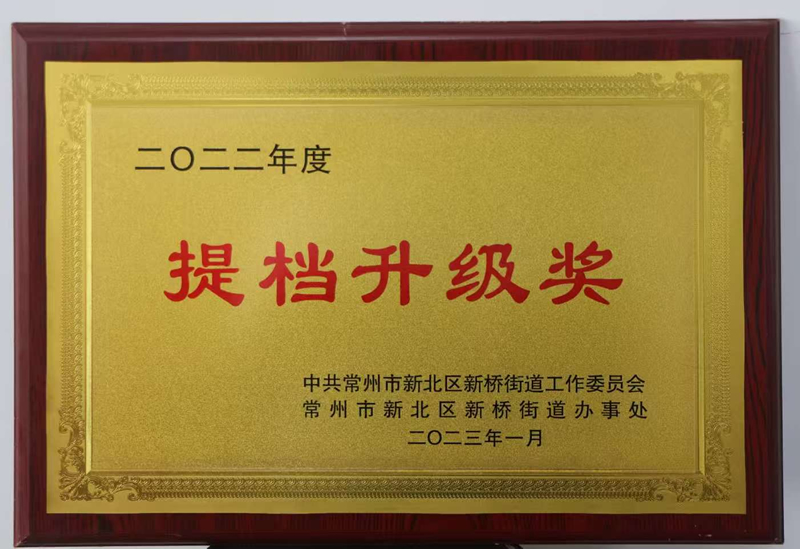 二〇二二年度
提档升级奖
中共常州市新北区新桥街道工作委员会
常州市新北区新桥街道办事处
二〇二三年一月